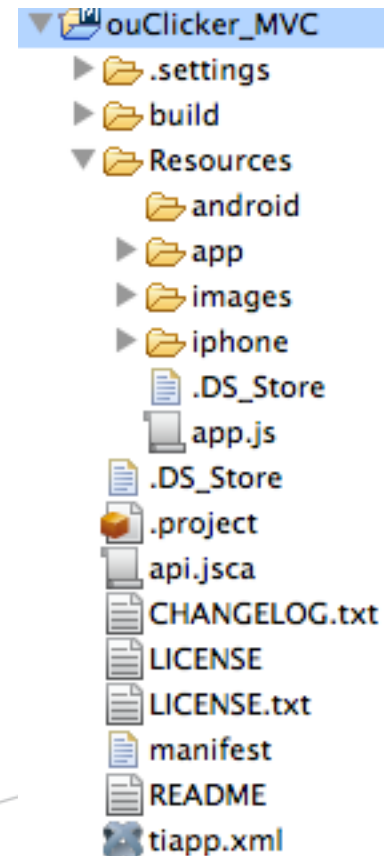 ouClicker_MVC
.settings
build
Resources
android
app
images
iphone
.DS_Store
app.js
.DS_Store
.project
api.jsca
CHANGELOG.txt
LICENSE
LICENSE.txt
manifest
README
tiapp.xml